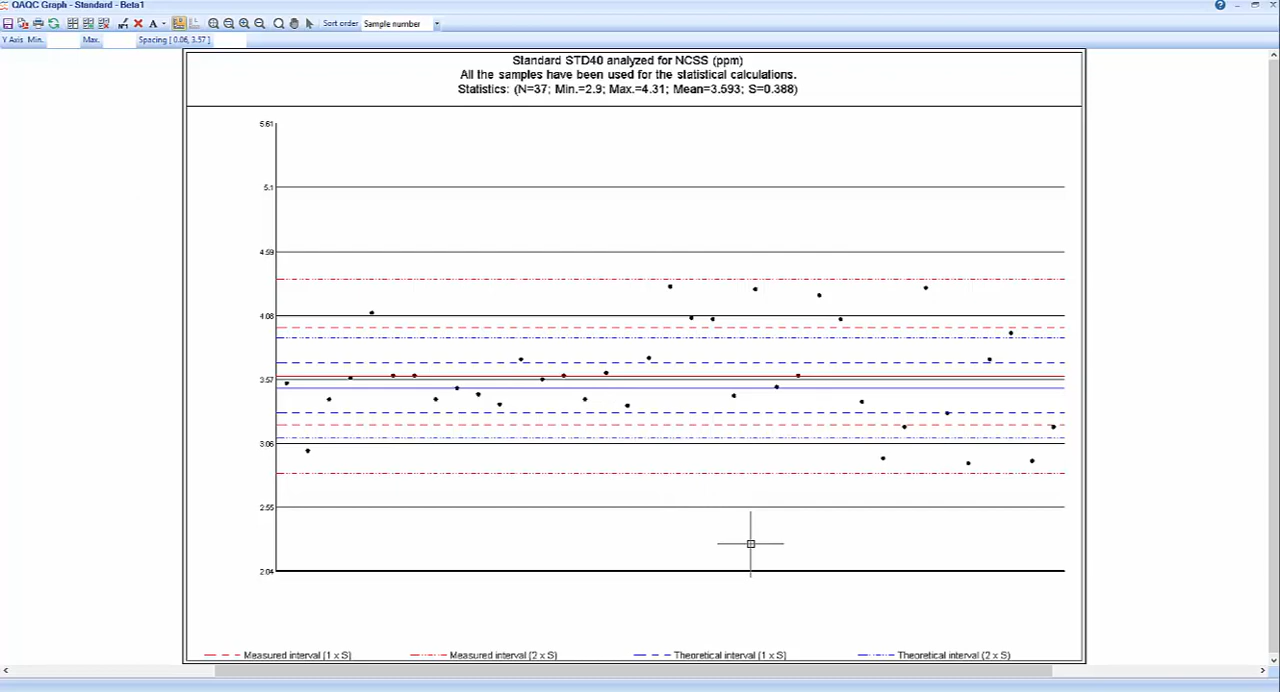 QAQC Graph - Standard - Beta1
Sort order Sample number
Y Axis Min. Max. Spacing [ 0.06, 3.57 ]
Standard STD40 analyzed for NCSS (ppm)
All the samples have been used for the statistical calculations.
Statistics: (N=37; Min.=2.9; Max.=4.31; Mean=3.593; S=0.388)
5.61
5.1
4.59
4.08
3.57
3.06
2.55
2.04
Measured interval (1 x S) Measured interval (2 x S) Theoretical interval (1 x S) Theoretical interval (2 x S)